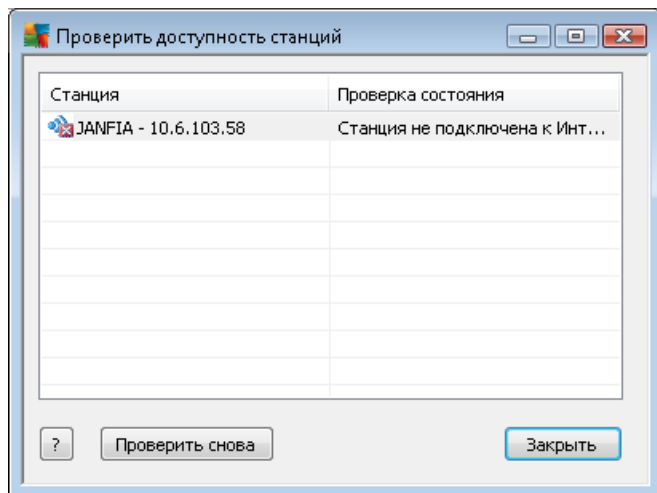 Проверить доступность станций
Станция Проверка состояния
JANFIA - 10.6.103.58 Станция не подключена к Инт...
? Проверить снова Закрыть